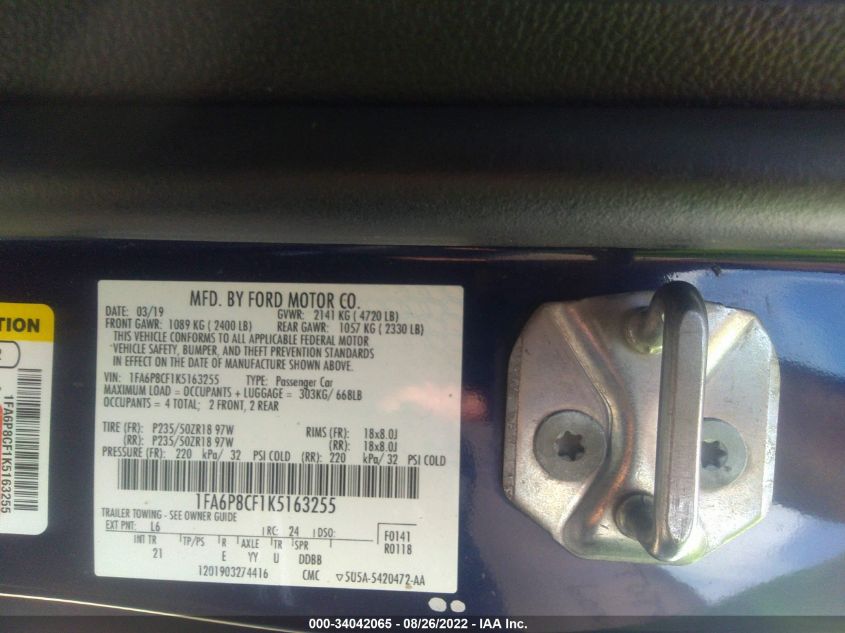 MFD. BY FORD MOTOR CO.
DATE: 03/19 GVWR: 2141 KG ( 4720 LB)
FRONT GAWR: 1089 KG ( 2400 LB) REAR GAWR: 1057 KG ( 2330 LB)
THIS VEHICLE CONFORMS TO ALL APPLICABLE FEDERAL MOTOR
VEHICLE SAFETY, BUMPER, AND THEFT PREVENTION STANDARDS
IN EFFECT ON THE DATE OF MANUFACTURE SHOWN ABOVE.
VIN: 1FA6P8CF1K5163255 TYPE: Passenger Car
MAXIMUM LOAD = OCCUPANTS + LUGGAGE = 303KG/ 668LB
OCCUPANTS = 4 TOTAL; 2 FRONT, 2 REAR
TIRE (FR): P235/50ZR18 97W RIMS (FR): 18x8.0J
(RR): P235/50ZR18 97W (RR): 18x8.0J
PRESSURE (FR): 220 kPa/ 32 PSI COLD (RR): 220 kPa/ 32 PSI COLD
1FA6P8CF1K5163255
TRAILER TOWING - SEE OWNER GUIDE
EXT PNT: L6 RC: 24 DSO: F0141
INT TR TP/PS R AXLE TR SPR R0118
21 E YY U DDBB
1201903274416 CMC 5U5A-5420472-AA
TION
1FA6P8CF1K5163255
000-34042065 - 08/26/2022 - IAA Inc.